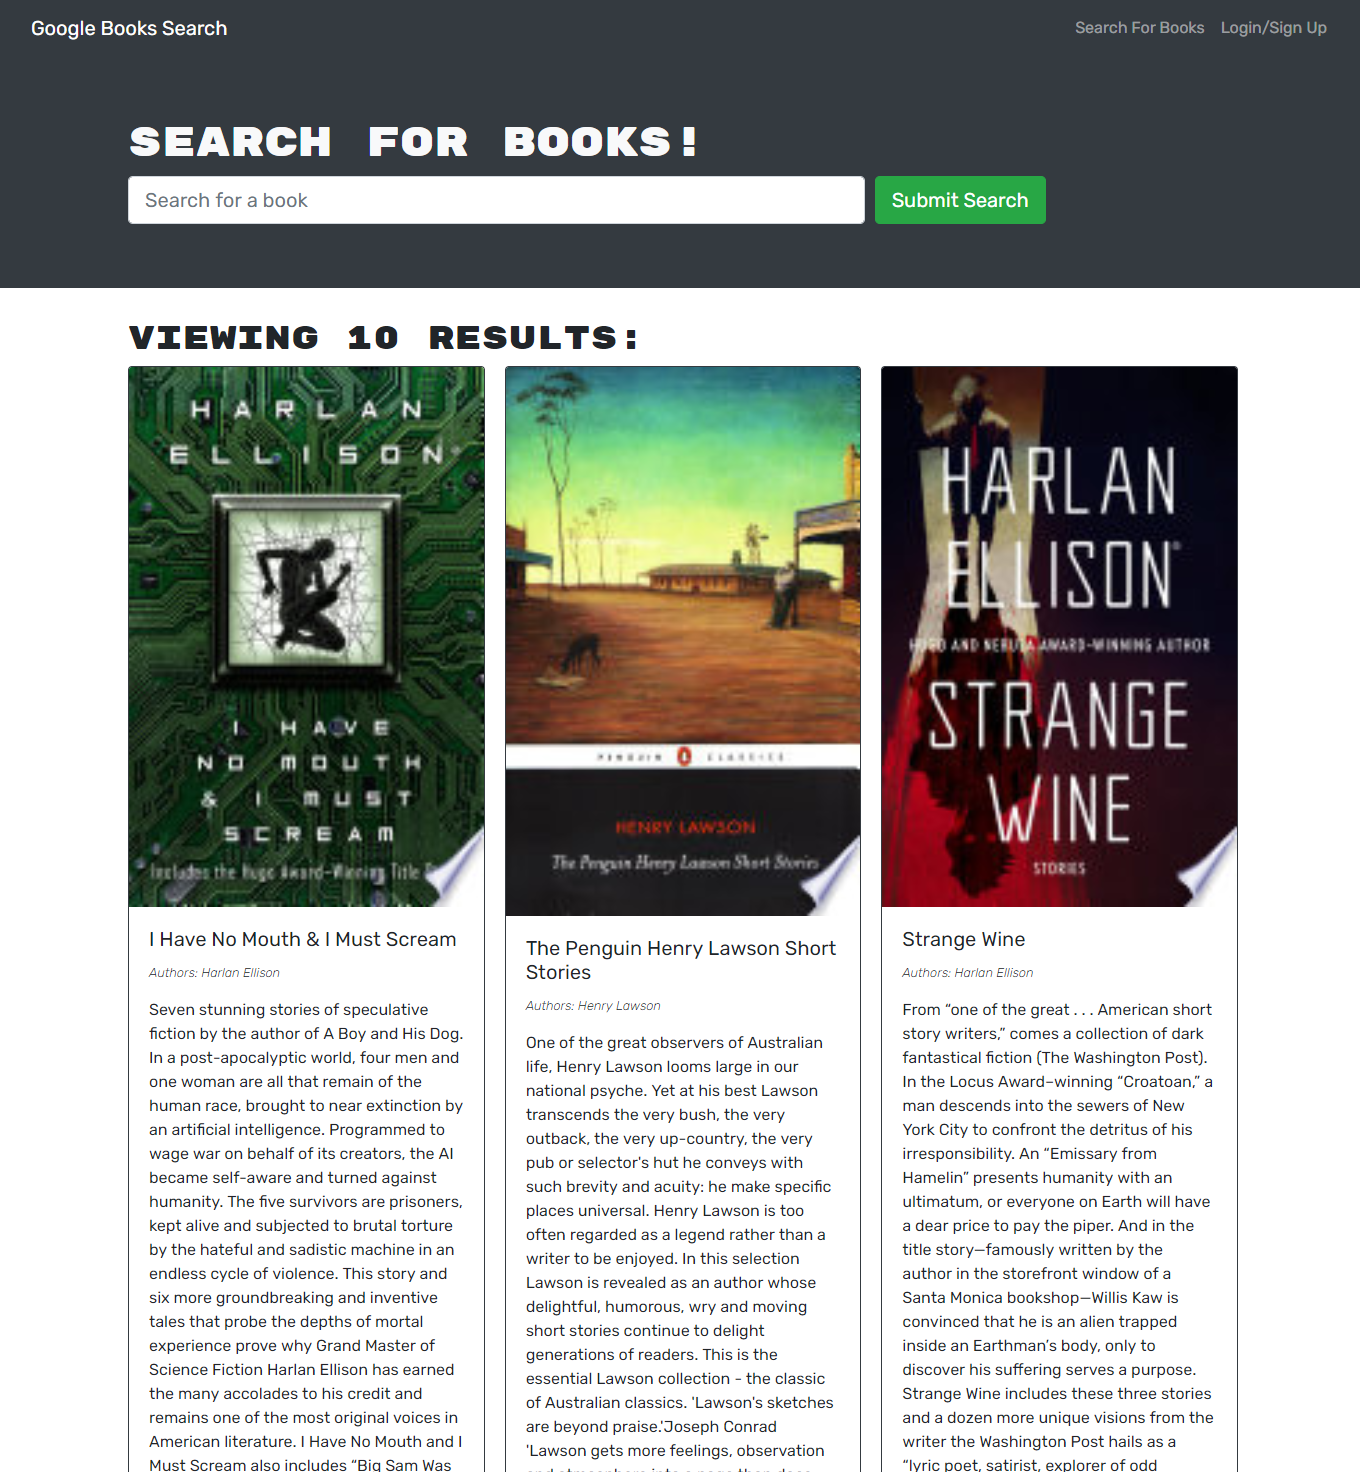 Google Books Search
Search For Books
Login/Sign Up
SEARCH FOR BOOKS!
Search for a book
Submit Search
VIEWING 10 RESULTS:
HARLAN
ELLISON®
I HAVE
NO MOUTH
& I MUST
SCREAM
Includes the Hugo Award-Winning Title
I Have No Mouth & I Must Scream
Authors: Harlan Ellison
Seven stunning stories of speculative
fiction by the author of A Boy and His Dog.
In a post-apocalyptic world, four men and
one woman are all that remain of the
human race, brought to near extinction by
an artificial intelligence. Programmed to
wage war on behalf of its creators, the AI
became self-aware and turned against
humanity. The five survivors are prisoners,
kept alive and subjected to brutal torture
by the hateful and sadistic machine in an
endless cycle of violence. This story and
six more groundbreaking and inventive
tales that probe the depths of mortal
experience prove why Grand Master of
Science Fiction Harlan Ellison has earned
the many accolades to his credit and
remains one of the most original voices in
American literature. I Have No Mouth and I
Must Scream also includes “Big Sam Was
PENGUIN CLASSICS
HENRY LAWSON
The Penguin Henry Lawson Short Stories
The Penguin Henry Lawson Short
Stories
Authors: Henry Lawson
One of the great observers of Australian
life, Henry Lawson looms large in our
national psyche. Yet at his best Lawson
transcends the very bush, the very
outback, the very up-country, the very
pub or selector's hut he conveys with
such brevity and acuity: he make specific
places universal. Henry Lawson is too
often regarded as a legend rather than a
writer to be enjoyed. In this selection
Lawson is revealed as an author whose
delightful, humorous, wry and moving
short stories continue to delight
generations of readers. This is the
essential Lawson collection - the classic
of Australian classics. 'Lawson's sketches
are beyond praise.'Joseph Conrad
'Lawson gets more feelings, observation
and atmosphere into a page than does
HARLAN
ELLISON®
HUGO AND NEBULA AWARD-WINNING AUTHOR
STRANGE
WINE
STORIES
Strange Wine
Authors: Harlan Ellison
From “one of the great . . . American short
story writers,” comes a collection of dark
fantastical fiction (The Washington Post).
In the Locus Award–winning “Croatoan,” a
man descends into the sewers of New
York City to confront the detritus of his
irresponsibility. An “Emissary from
Hamelin” presents humanity with an
ultimatum, or everyone on Earth will have
a dear price to pay the piper. And in the
title story—famously written by the
author in the storefront window of a
Santa Monica bookshop—Willis Kaw is
convinced that he is an alien trapped
inside an Earthman’s body, only to
discover his suffering serves a purpose.
Strange Wine includes these three stories
and a dozen more unique visions from the
writer the Washington Post hails as a
“lyric poet, satirist, explorer of odd